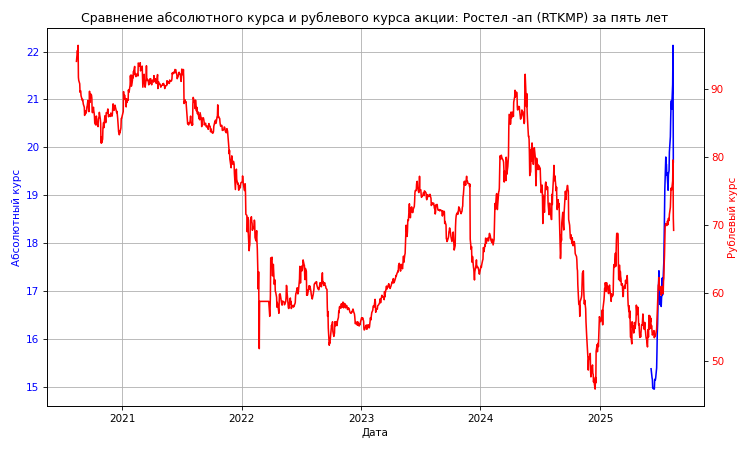 Сравнение абсолютного курса и рублевого курса акции: Ростел -ап (RTKMP) за пять лет
22
21
20
19
18
17
16
15
Абсолютный курс
90
80
70
60
50
Рублевый курс
2021 2022 2023 2024 2025
Дата